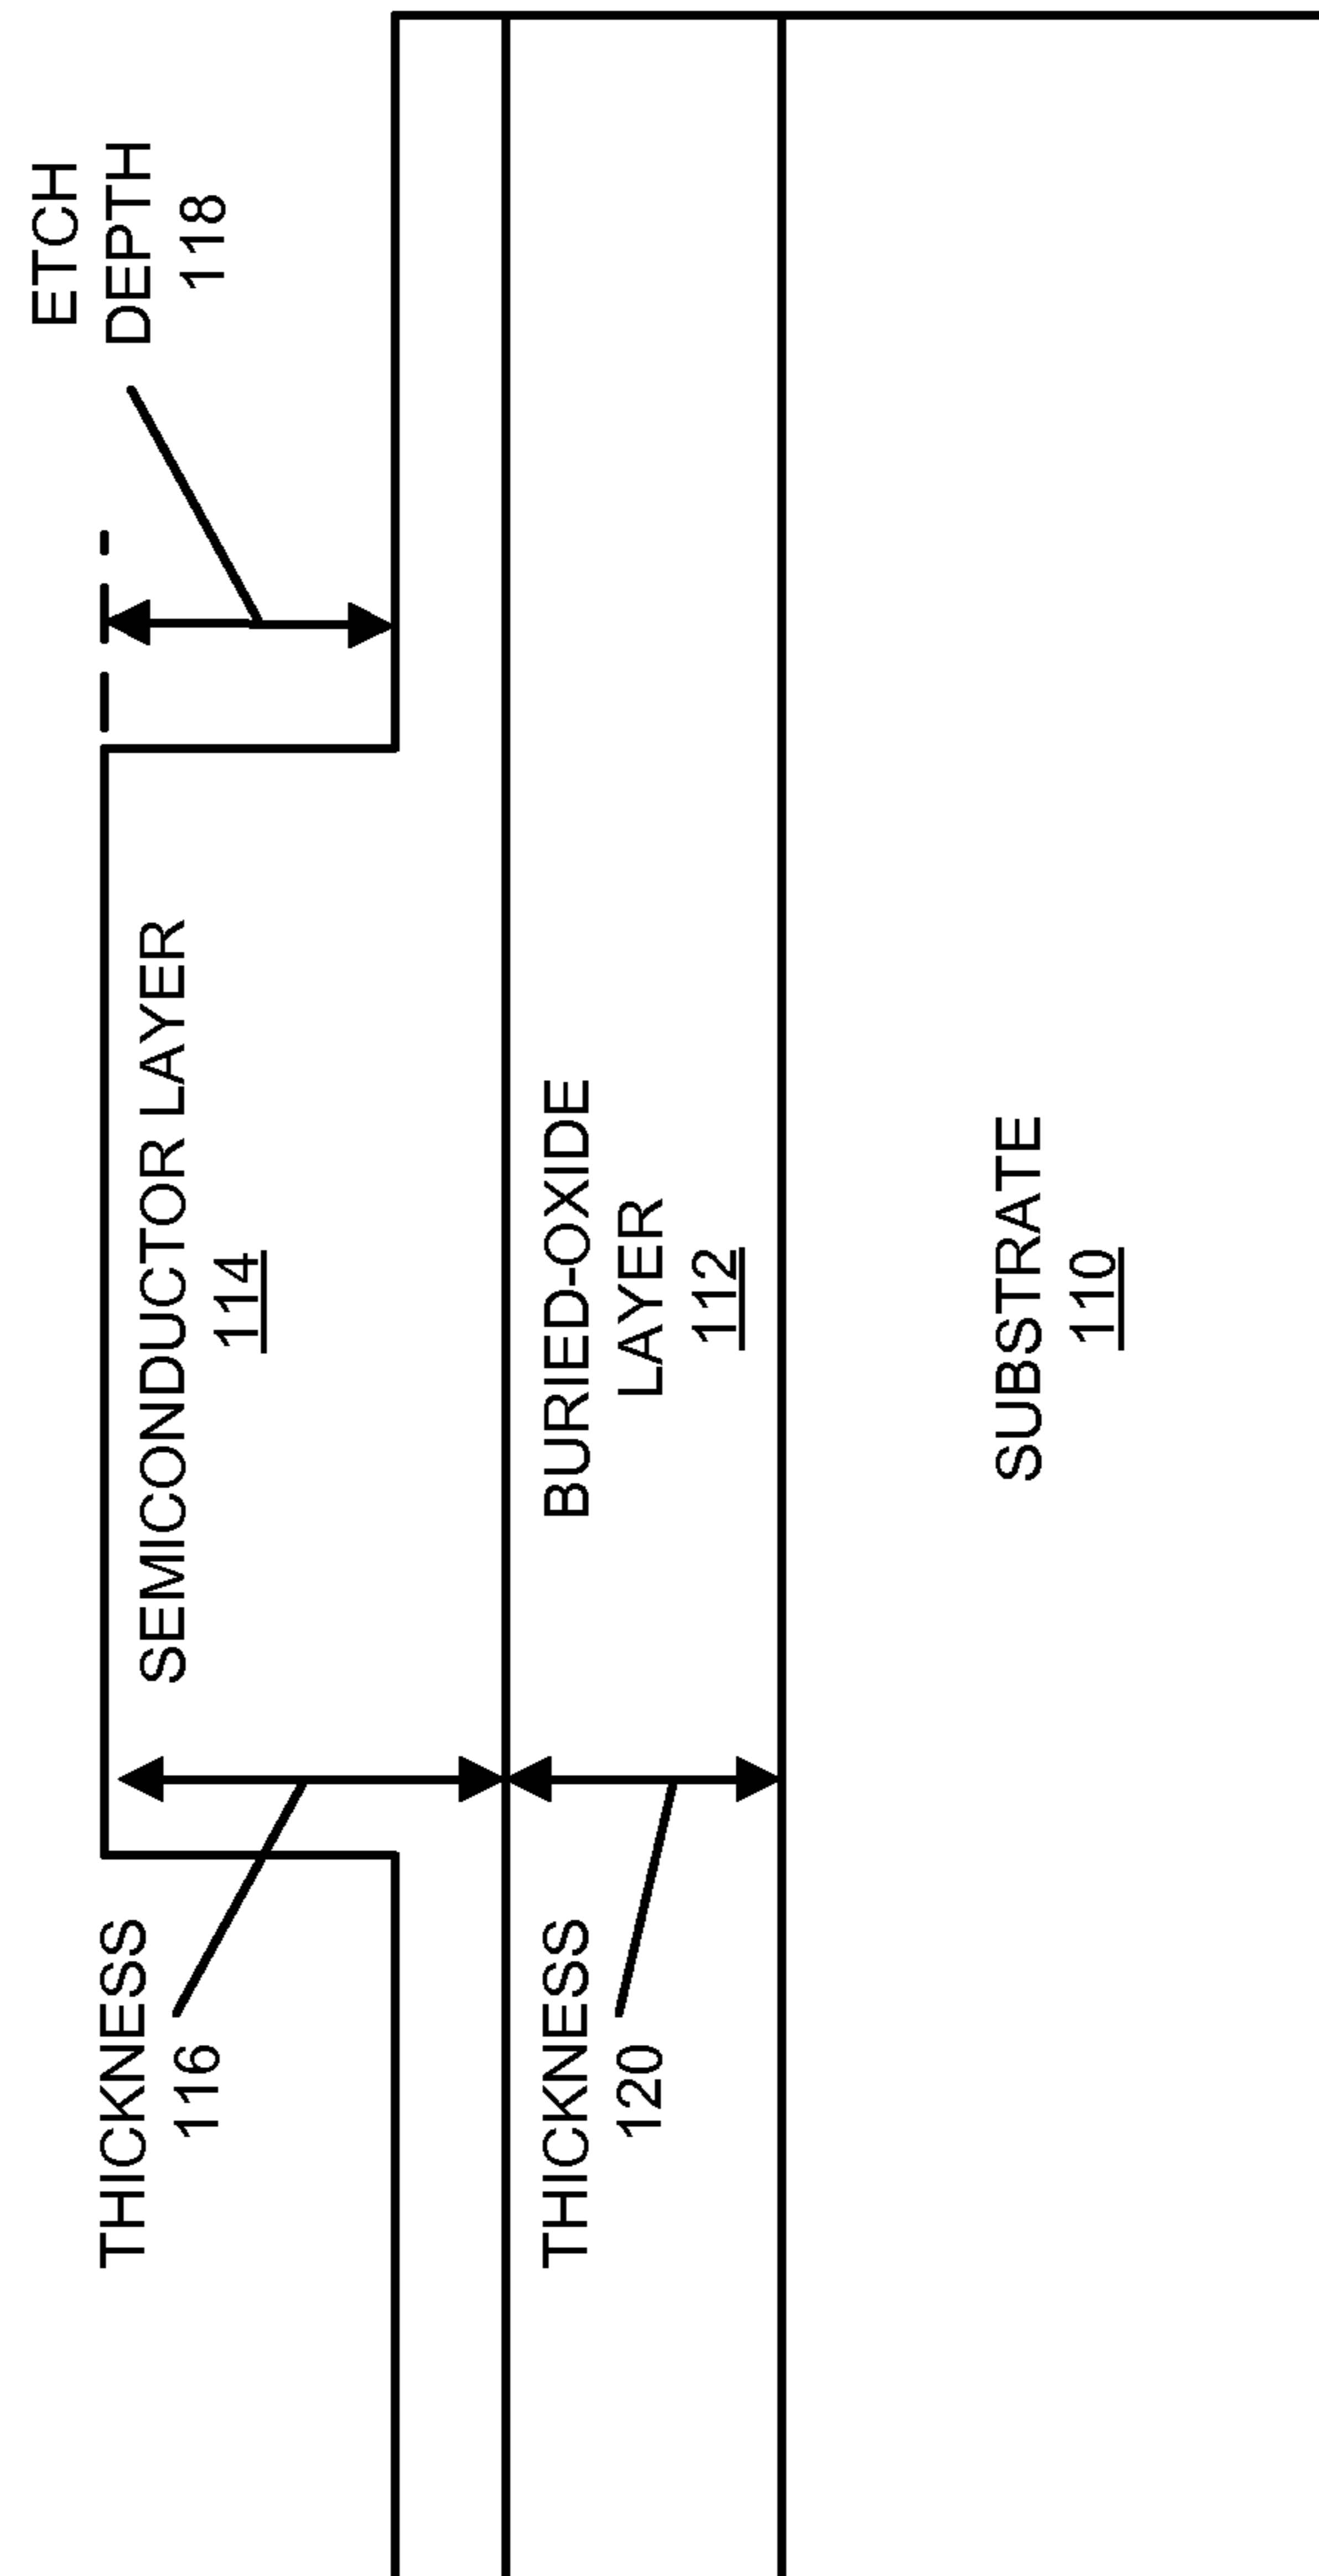 ETCH
DEPTH
118
SEMICONDUCTOR LAYER
114
THICKNESS
116
BURIED-OXIDE
LAYER
112
THICKNESS
120
SUBSTRATE
110